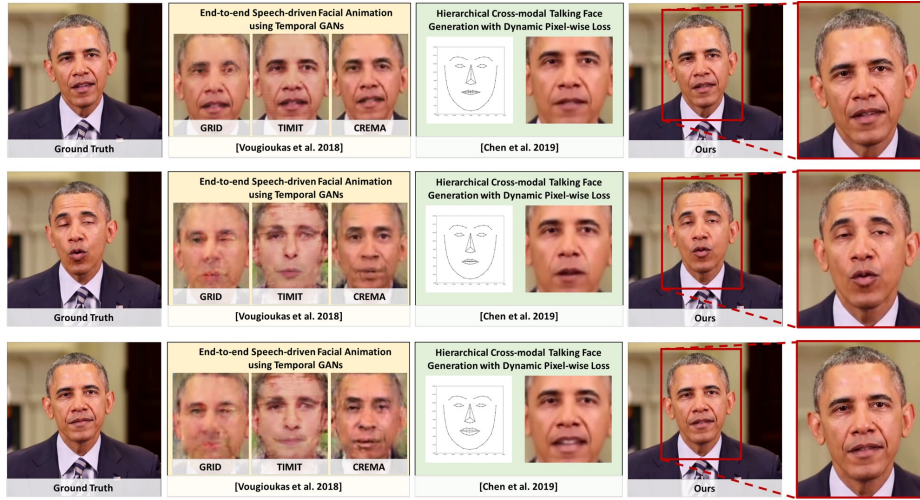 End-to-end Speech-driven Facial Animation
using Temporal GANs
Hierarchical Cross-modal Talking Face
Generation with Dynamic Pixel-wise Loss
GRID
TIMIT
CREMA
Ground Truth
[Vougioukas et al. 2018]
[Chen et al. 2019]
Ours
End-to-end Speech-driven Facial Animation
using Temporal GANs
Hierarchical Cross-modal Talking Face
Generation with Dynamic Pixel-wise Loss
GRID
TIMIT
CREMA
Ground Truth
[Vougioukas et al. 2018]
[Chen et al. 2019]
Ours
End-to-end Speech-driven Facial Animation
using Temporal GANs
Hierarchical Cross-modal Talking Face
Generation with Dynamic Pixel-wise Loss
GRID
TIMIT
CREMA
Ground Truth
[Vougioukas et al. 2018]
[Chen et al. 2019]
Ours